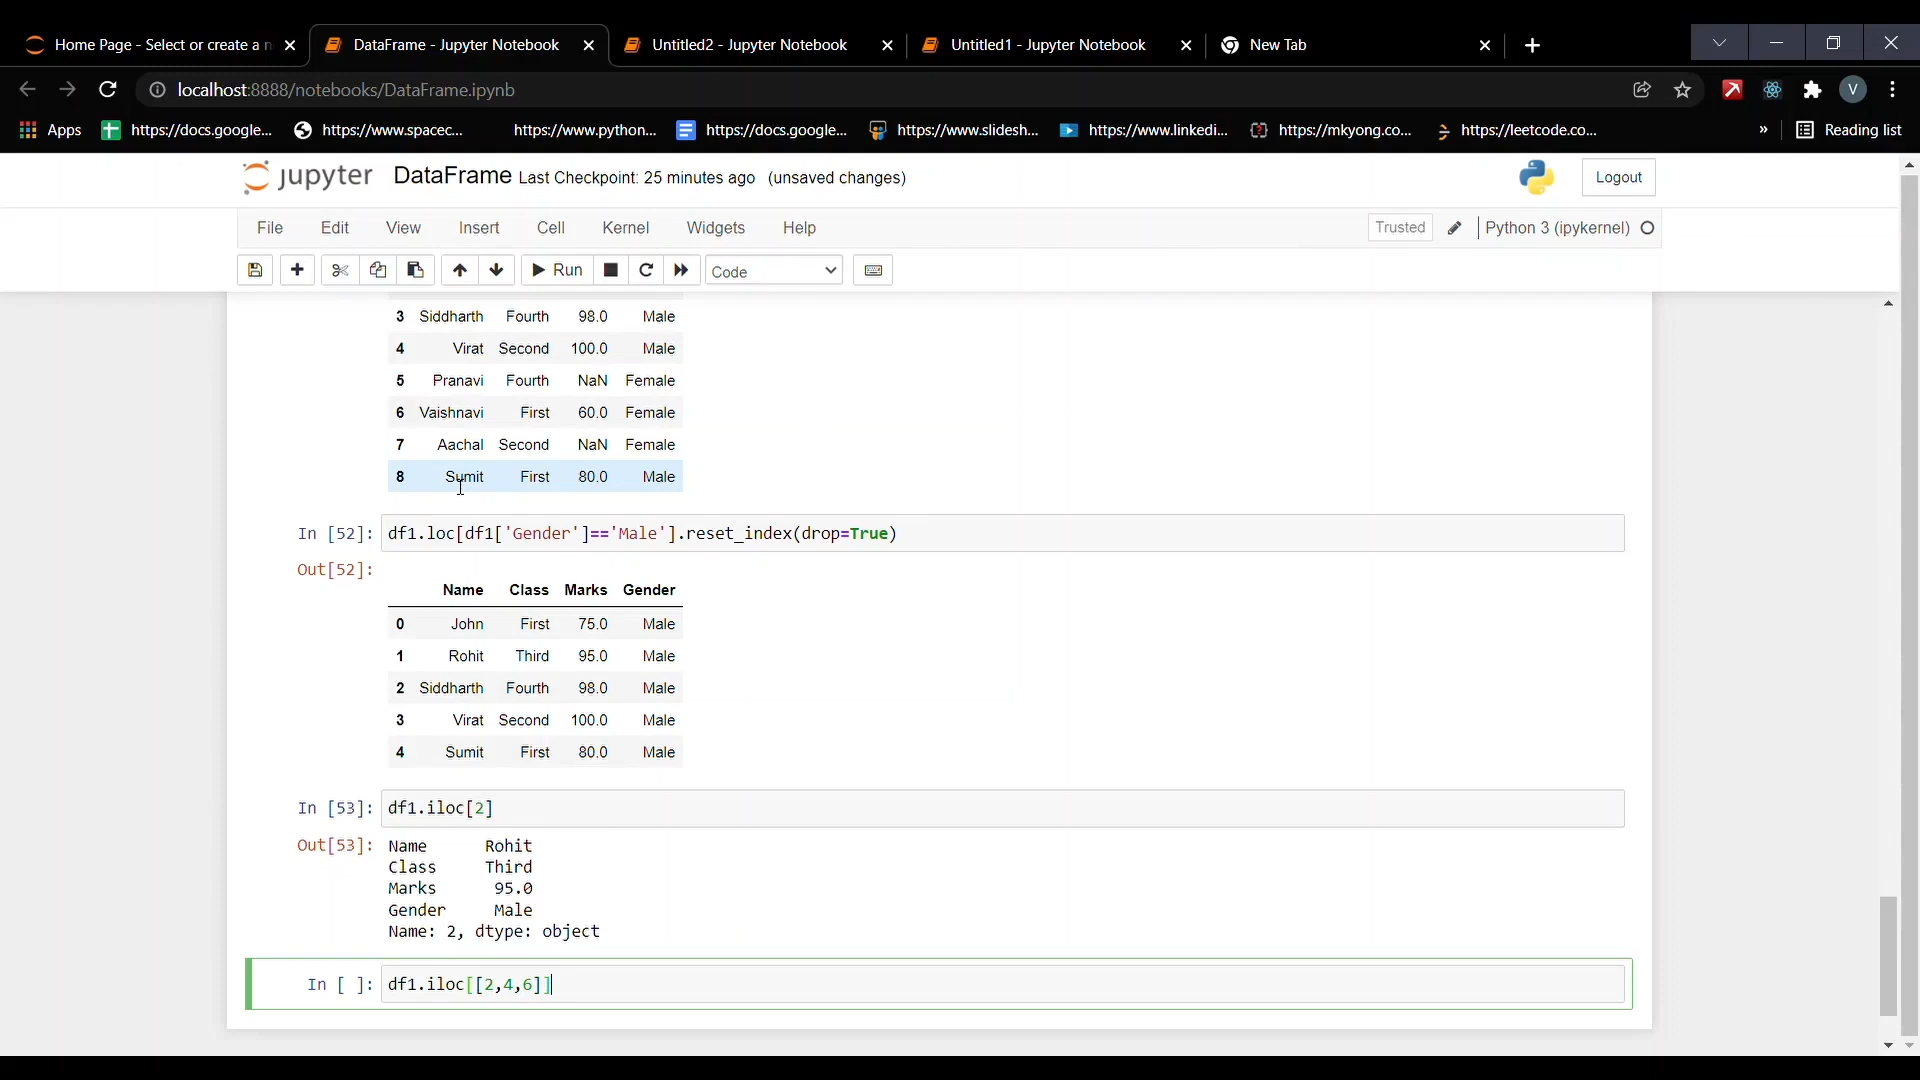 Home Page - Select or create a n
DataFrame - Jupyter Notebook
Untitled2 - Jupyter Notebook
Untitled1 - Jupyter Notebook
New Tab
localhost:8888/notebooks/DataFrame.ipynb
V
Apps
https://docs.google...
https://www.spacec...
https://www.python...
https://docs.google...
https://www.slidesh...
https://www.linkedi...
https://mkyong.co...
https://leetcode.co...
»
Reading list
jupyter DataFrame Last Checkpoint: 25 minutes ago (unsaved changes)
Logout
File Edit View Insert Cell Kernel Widgets Help
Trusted
Python 3 (ipykernel)
Run
Code
3 Siddharth Fourth 98.0 Male
4 Virat Second 100.0 Male
5 Pranavi Fourth NaN Female
6 Vaishnavi First 60.0 Female
7 Aachal Second NaN Female
8 Sumit First 80.0 Male
In [52]: df1.loc[df1['Gender']=='Male'].reset_index(drop=True)
Out[52]:
Name Class Marks Gender
0 John First 75.0 Male
1 Rohit Third 95.0 Male
2 Siddharth Fourth 98.0 Male
3 Virat Second 100.0 Male
4 Sumit First 80.0 Male
In [53]: df1.iloc[2]
Out[53]: Name Rohit
Class Third
Marks 95.0
Gender Male
Name: 2, dtype: object
In [ ]: df1.iloc[[2,4,6]]